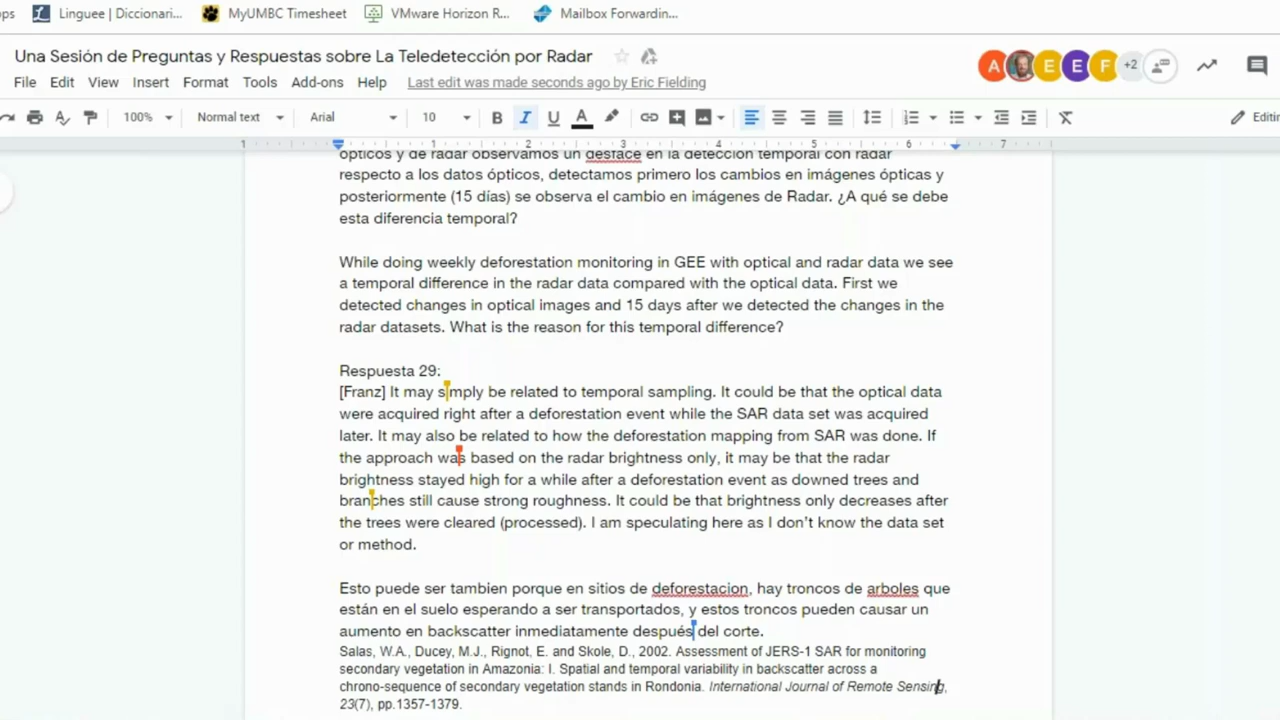 Linguee | Diccionari...
MyUMBC Timesheet
VMware Horizon R...
Mailbox Forwardin...
Una Sesión de Preguntas y Respuestas sobre La Teledetección por Radar
A E E F +2
File Edit View Insert Format Tools Add-ons Help Last edit was made seconds ago by Eric Fielding
100% Normal text Arial 10 B I U A
1 1 2 3 4 5 6 7
ópticos y de radar observamos un desface en la detección temporal con radar
respecto a los datos ópticos, detectamos primero los cambios en imágenes ópticas y
posteriormente (15 días) se observa el cambio en imágenes de Radar. ¿A qué se debe
esta diferencia temporal?
While doing weekly deforestation monitoring in GEE with optical and radar data we see
a temporal difference in the radar data compared with the optical data. First we
detected changes in optical images and 15 days after we detected the changes in the
radar datasets. What is the reason for this temporal difference?
Respuesta 29:
[Franz] It may simply be related to temporal sampling. It could be that the optical data
were acquired right after a deforestation event while the SAR data set was acquired
later. It may also be related to how the deforestation mapping from SAR was done. If
the approach was based on the radar brightness only, it may be that the radar
brightness stayed high for a while after a deforestation event as downed trees and
branches still cause strong roughness. It could be that brightness only decreases after
the trees were cleared (processed). I am speculating here as I don't know the data set
or method.
Esto puede ser tambien porque en sitios de deforestacion, hay troncos de arboles que
están en el suelo esperando a ser transportados, y estos troncos pueden causar un
aumento en backscatter inmediatamente después del corte.
Salas, W.A., Ducey, M.J., Rignot, E. and Skole, D., 2002. Assessment of JERS-1 SAR for monitoring
secondary vegetation in Amazonia: I. Spatial and temporal variability in backscatter across a
chrono-sequence of secondary vegetation stands in Rondonia. International Journal of Remote Sensing,
23(7), pp.1357-1379.